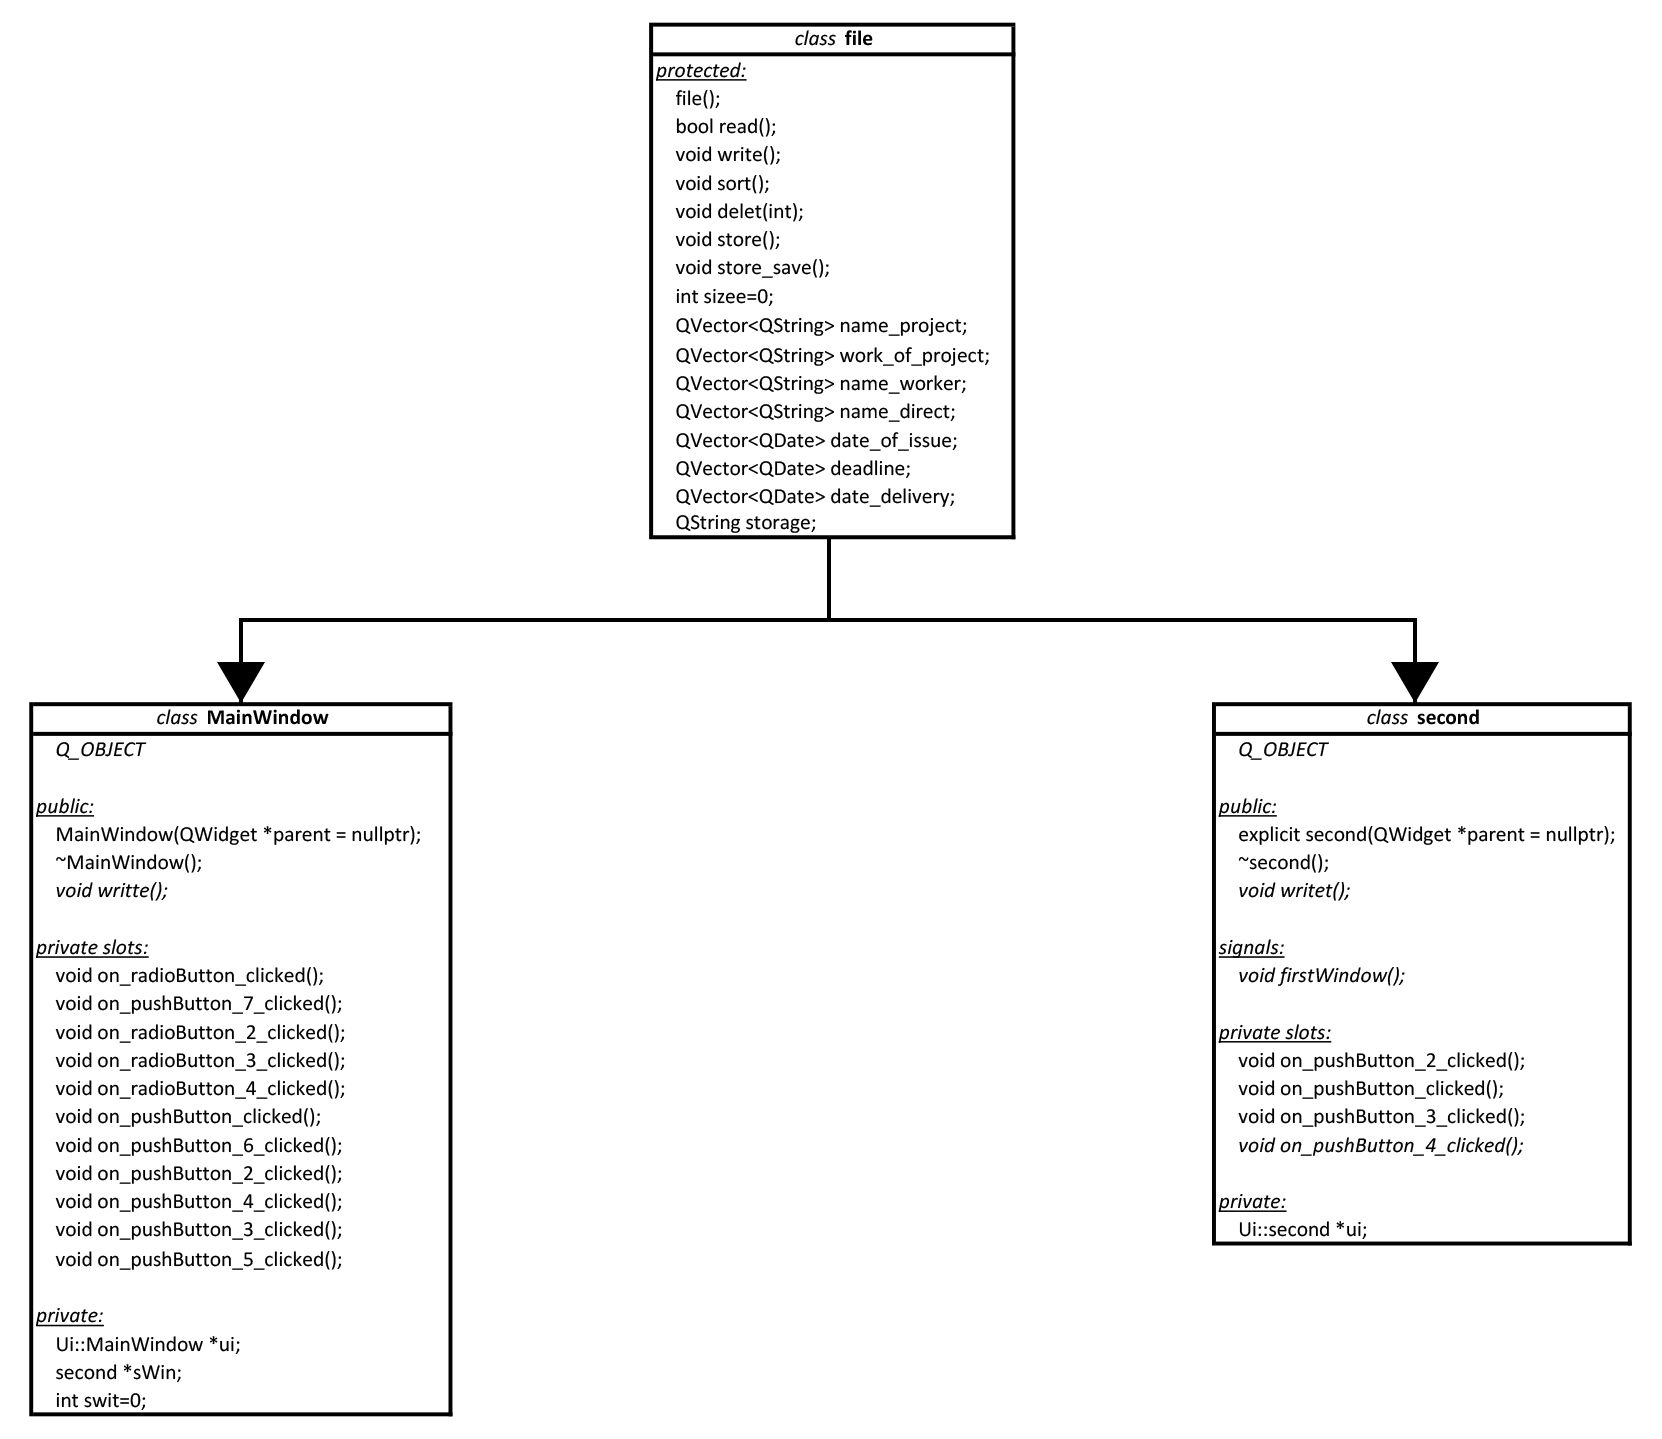 class file
protected:
file();
bool read();
void write();
void sort();
void delet(int);
void store();
void store_save();
int sizee=0;
QVector<QString> name_project;
QVector<QString> work_of_project;
QVector<QString> name_worker;
QVector<QString> name_direct;
QVector<QDate> date_of_issue;
QVector<QDate> deadline;
QVector<QDate> date_delivery;
QString storage;
class MainWindow
Q_OBJECT
public:
MainWindow(QWidget *parent = nullptr);
~MainWindow();
void writte();
private slots:
void on_radioButton_clicked();
void on_pushButton_7_clicked();
void on_radioButton_2_clicked();
void on_radioButton_3_clicked();
void on_radioButton_4_clicked();
void on_pushButton_clicked();
void on_pushButton_6_clicked();
void on_pushButton_2_clicked();
void on_pushButton_4_clicked();
void on_pushButton_3_clicked();
void on_pushButton_5_clicked();
private:
Ui::MainWindow *ui;
second *sWin;
int swit=0;
class second
Q_OBJECT
public:
explicit second(QWidget *parent = nullptr);
~second();
void writet();
signals:
void firstWindow();
private slots:
void on_pushButton_2_clicked();
void on_pushButton_clicked();
void on_pushButton_3_clicked();
void on_pushButton_4_clicked();
private:
Ui::second *ui;